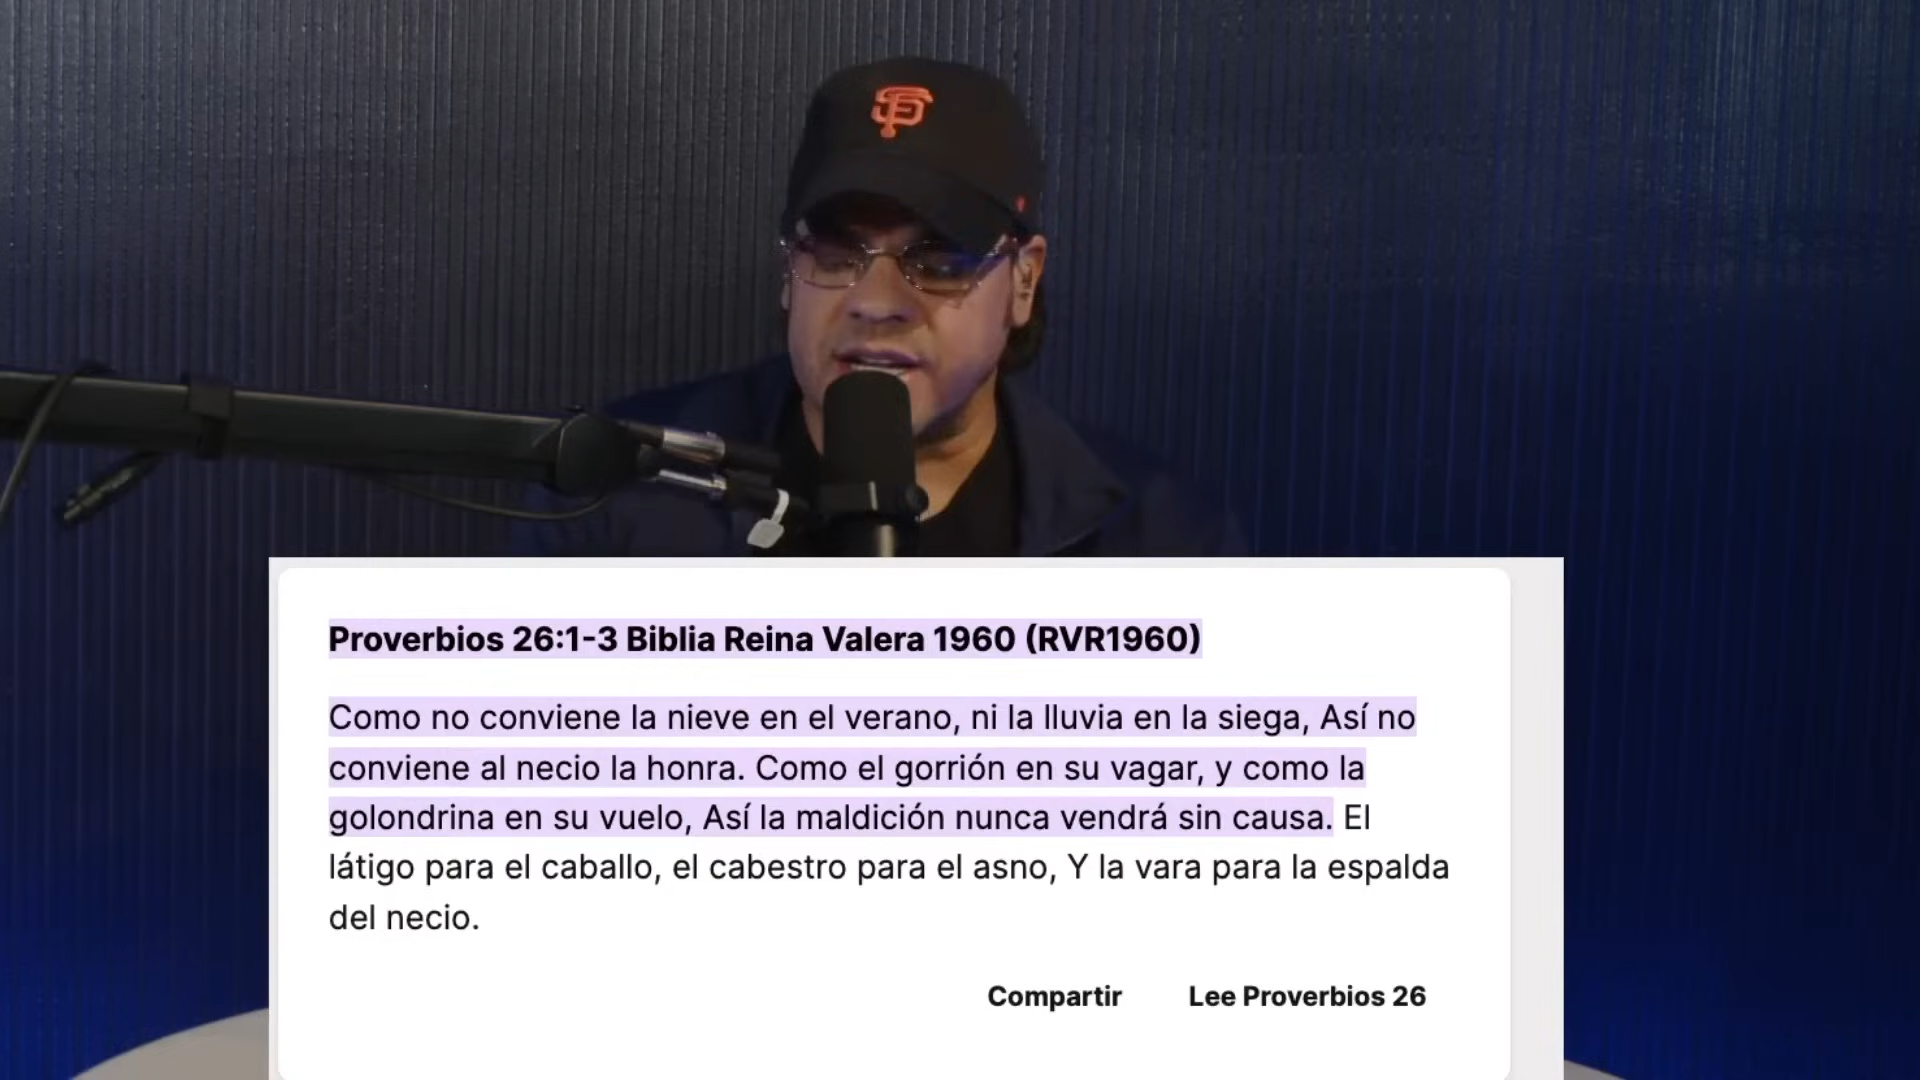 SF
Proverbios 26:1-3 Biblia Reina Valera 1960 (RVR1960)
Como no conviene la nieve en el verano, ni la lluvia en la siega, Así no
conviene al necio la honra. Como el gorrión en su vagar, y como la
golondrina en su vuelo, Así la maldición nunca vendrá sin causa. El
látigo para el caballo, el cabestro para el asno, Y la vara para la espalda
del necio.
Compartir Lee Proverbios 26